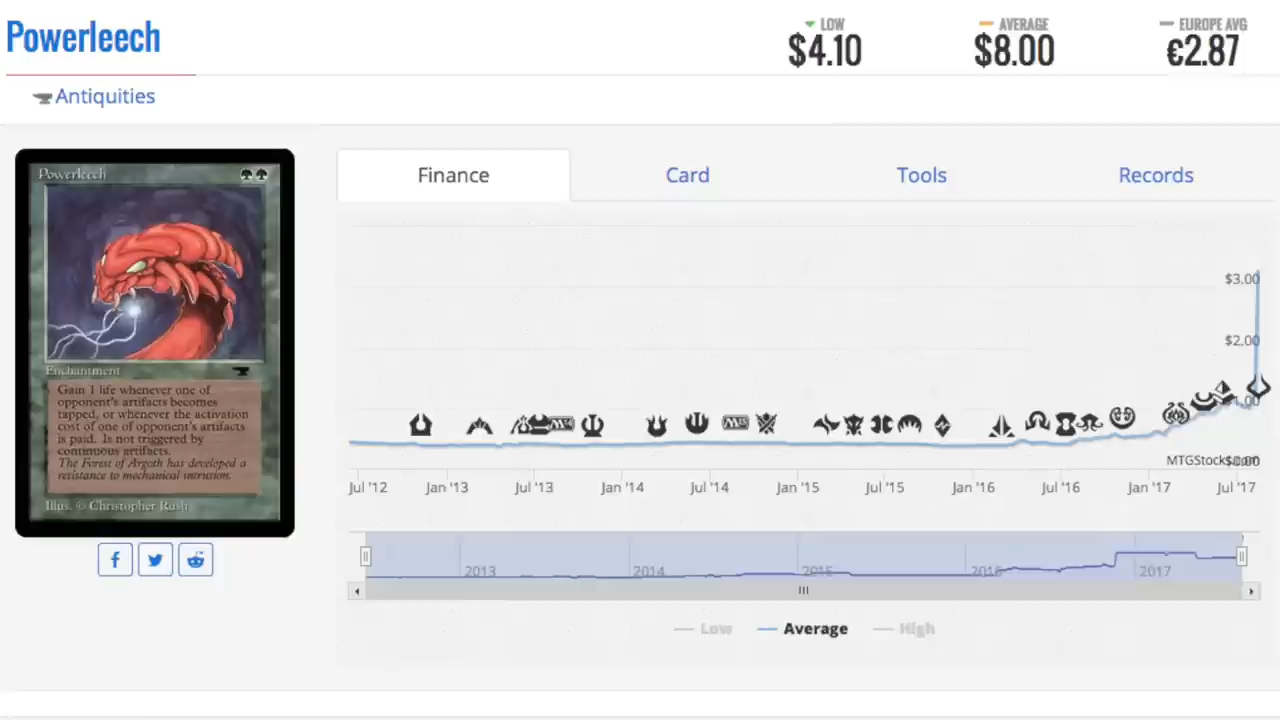 Powerleech
LOW
$4.10
AVERAGE
$8.00
EUROPE AVG
€2.87
Antiquities
Powerleech
Enchantment
Gain 1 life whenever one of
opponent's artifacts becomes
tapped, or whenever the activation
cost of one of opponent's artifacts
is paid. Is not triggered by
continuous artifacts.
The Forest of Argoth has developed a
resistance to mechanical intrusion.
Illus. © Christopher Rush
Finance
Card
Tools
Records
$3.00
$2.00
Jul '12
Jan '13
Jul '13
Jan '14
Jul '14
Jan '15
Jul '15
Jan '16
Jul '16
Jan '17
Jul '17
2013
2014
2015
2016
2017
Low
Average
High